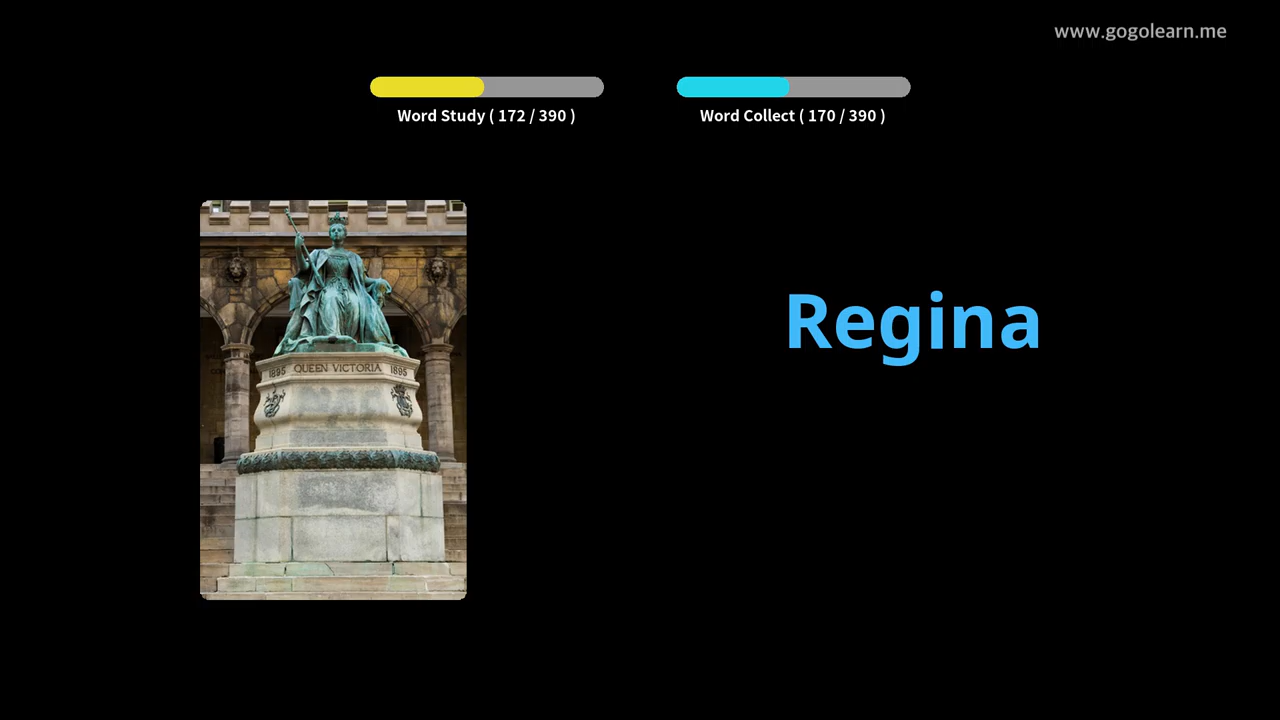 www.gogolearn.me
Word Study ( 172 / 390 )
Word Collect ( 170 / 390 )
Regina
1895 QUEEN VICTORIA 1895